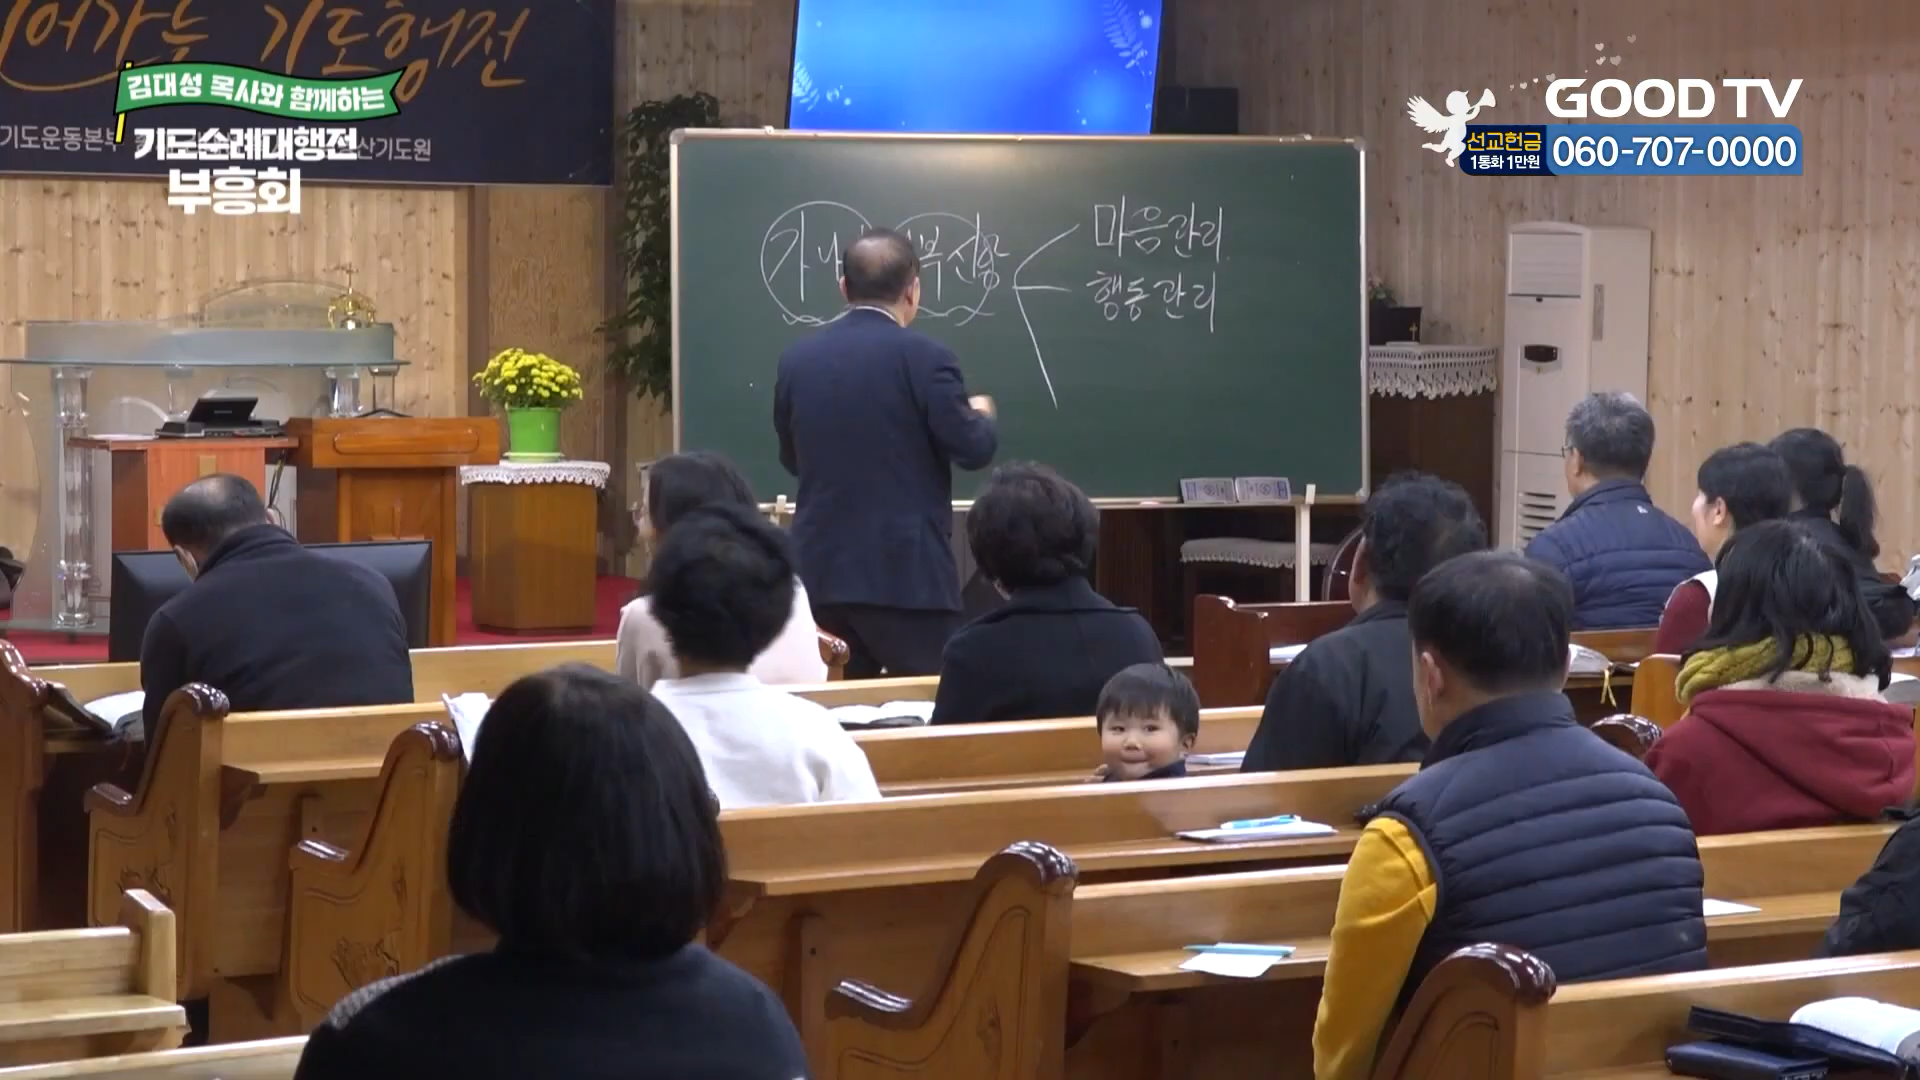 기도행전
김대성 목사와 함께하는
기도순례대행전
부흥회
기도운동본부
산기도원
GOOD TV
선교헌금
1통화 1만원
060-707-0000
마음관리
행동관리